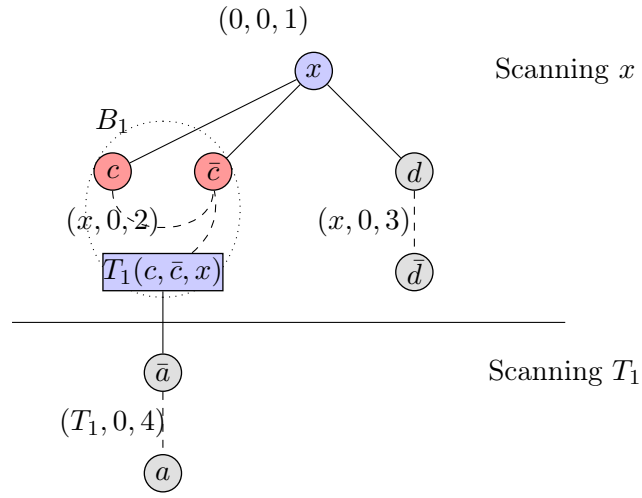 (0, 0, 1)
x
Scanning x
B₁
c
c̄
d
(x, 0, 2)
(x, 0, 3)
T₁(c, c̄, x)
d̄
ā
Scanning T₁
(T₁, 0, 4)
a